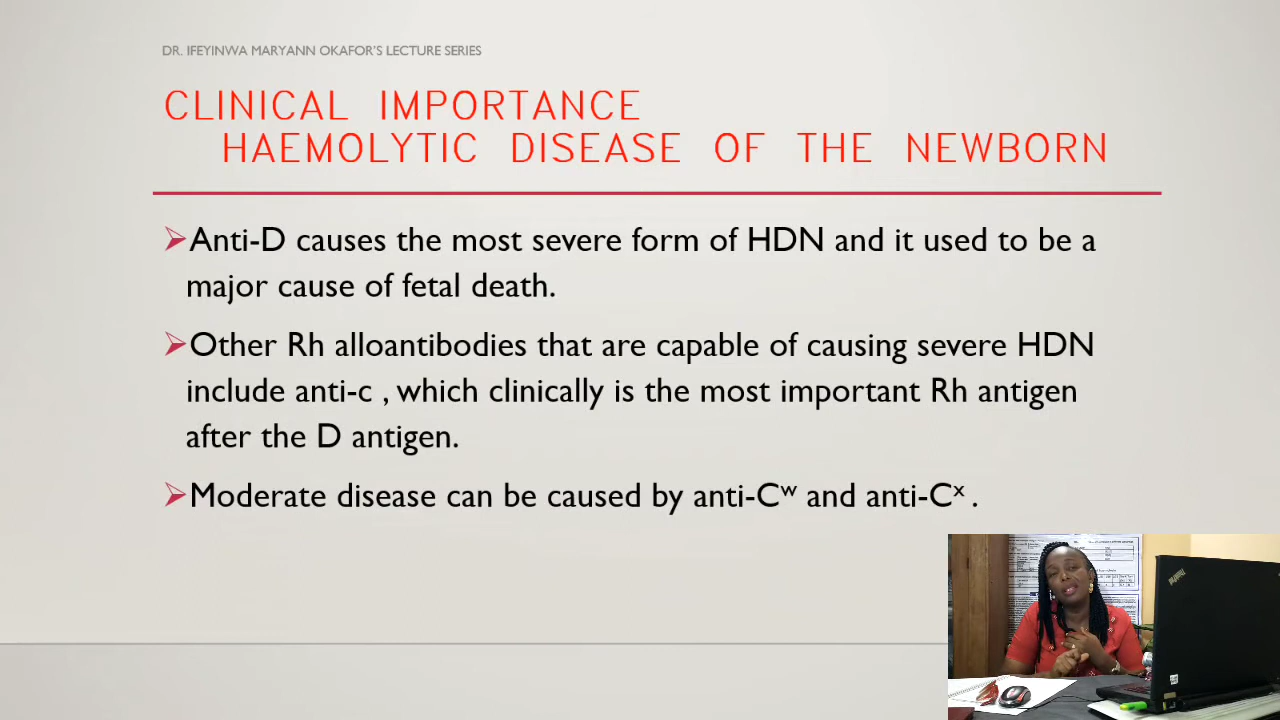 DR. IFEYINWA MARYANN OKAFOR'S LECTURE SERIES
CLINICAL IMPORTANCE
HAEMOLYTIC DISEASE OF THE NEWBORN
Anti-D causes the most severe form of HDN and it used to be a
major cause of fetal death.
Other Rh alloantibodies that are capable of causing severe HDN
include anti-c , which clinically is the most important Rh antigen
after the D antigen.
Moderate disease can be caused by anti-Cʷ and anti-Cˣ .